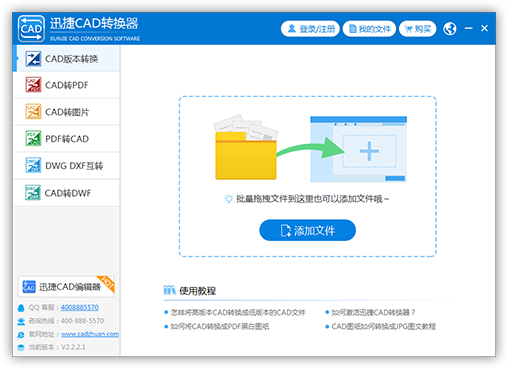 CAD
迅捷CAD转换器
XUNJIE CAD CONVERSION SOFTWARE
登录/注册
我的文件
购买
CAD版本转换
CAD转PDF
CAD转图片
PDF转CAD
DWG DXF互转
CAD转DWF
批量拖拽文件到这里也可以添加文件哦~
添加文件
CAD
迅捷CAD编辑器
HOT
QQ 客服：4008885570
咨询热线：400-888-5570
官网地址：www.cadzhuan.com
当前版本：V2.2.2.1
使用教程
怎样将高版本CAD转换成低版本的CAD文件
如何激活迅捷CAD转换器？
如何将CAD转换成PDF黑白图纸
CAD图纸如何转换成JPG图文教程